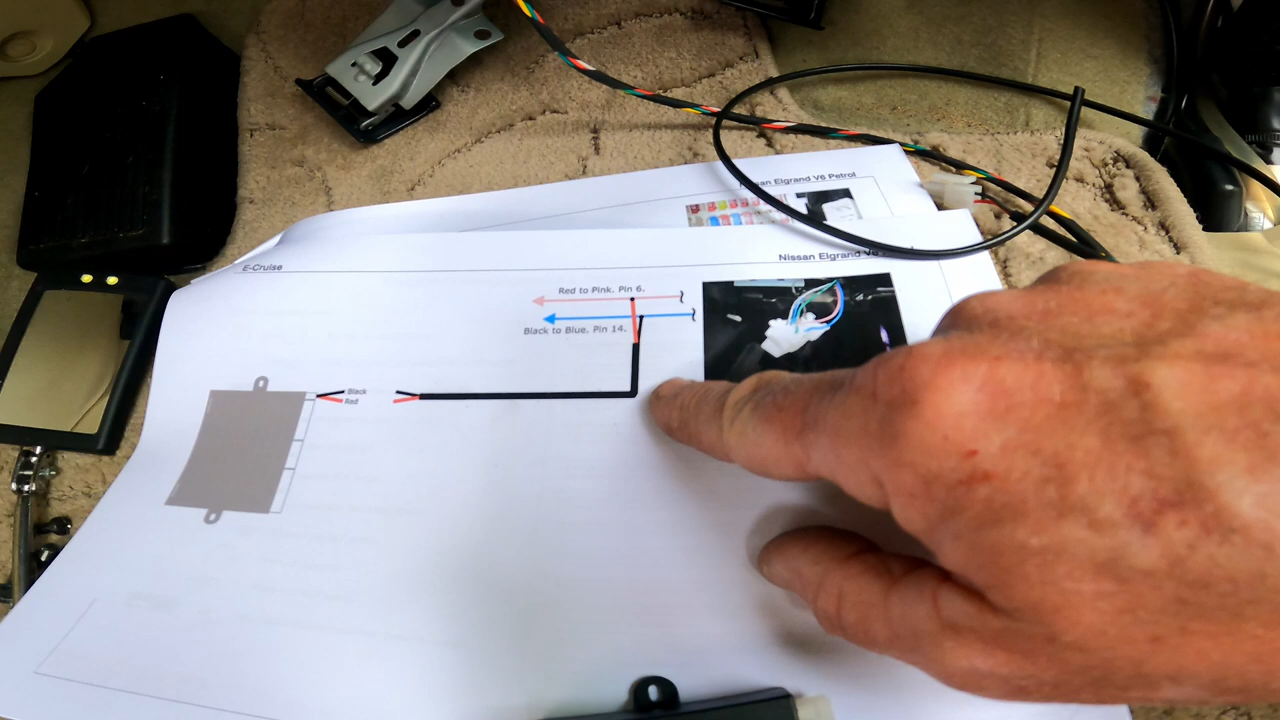 Nissan Elgrand V6 Petrol
E-Cruise
Nissan Elgrand V6
Red to Pink. Pin 6.
Black to Blue. Pin 14.
Black
Red